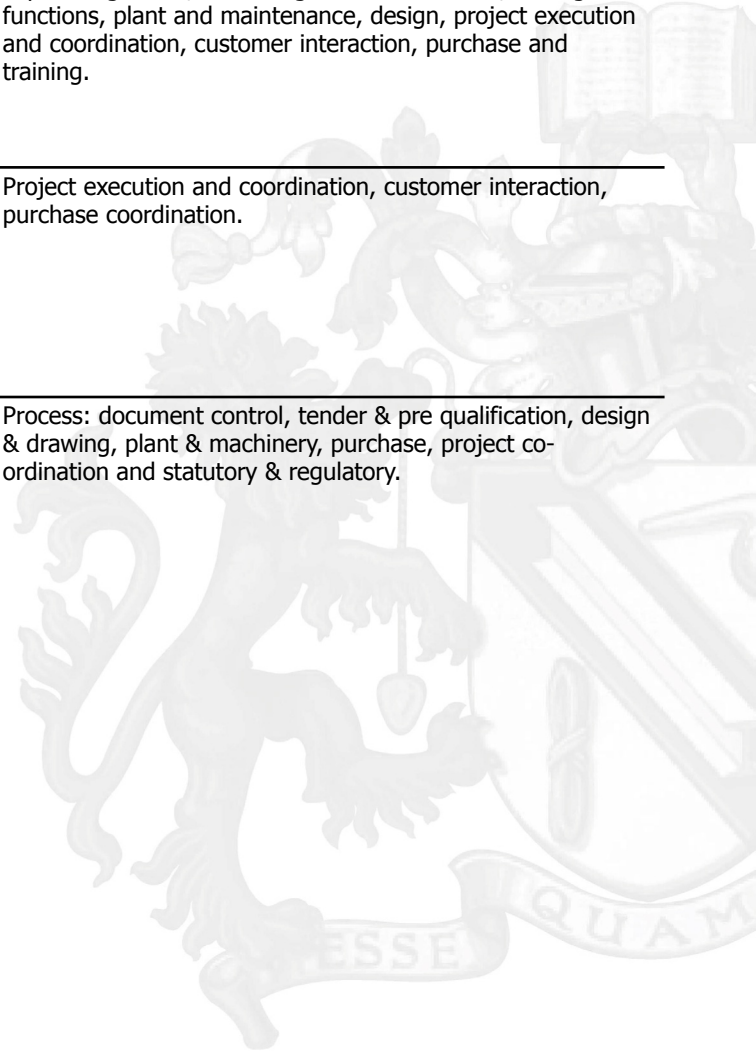 functions, plant and maintenance, design, project execution
and coordination, customer interaction, purchase and
training.
Project execution and coordination, customer interaction,
purchase coordination.
Process: document control, tender & pre qualification, design
& drawing, plant & machinery, purchase, project co-
ordination and statutory & regulatory.
ESSE QUAM